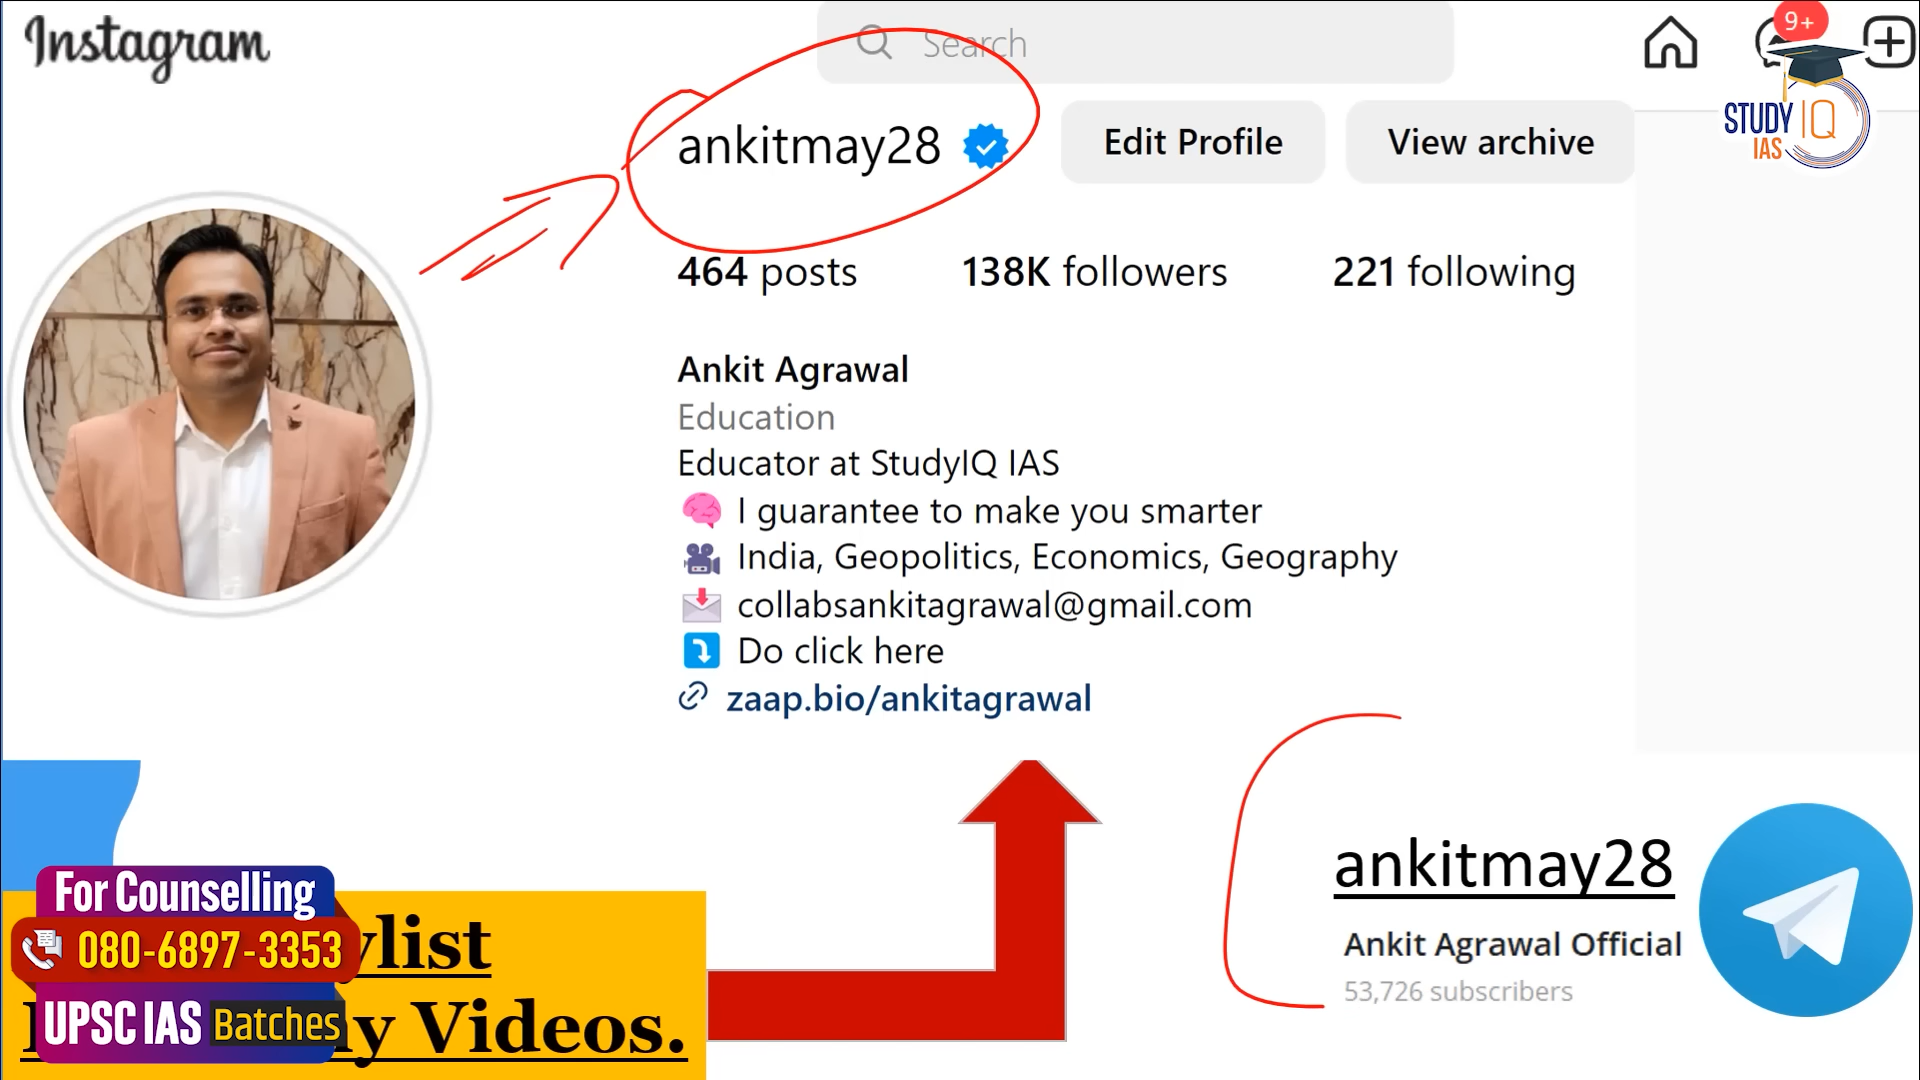 Instagram
Search
9+
STUDY IQ
IAS
ankitmay28
Edit Profile
View archive
464 posts
138K followers
221 following
Ankit Agrawal
Education
Educator at StudyIQ IAS
I guarantee to make you smarter
India, Geopolitics, Economics, Geography
collabsankitagrawal@gmail.com
Do click here
zaap.bio/ankitagrawal
ankitmay28
Ankit Agrawal Official
53,726 subscribers
For Counselling
080-6897-3353
UPSC IAS Batches
Videos.